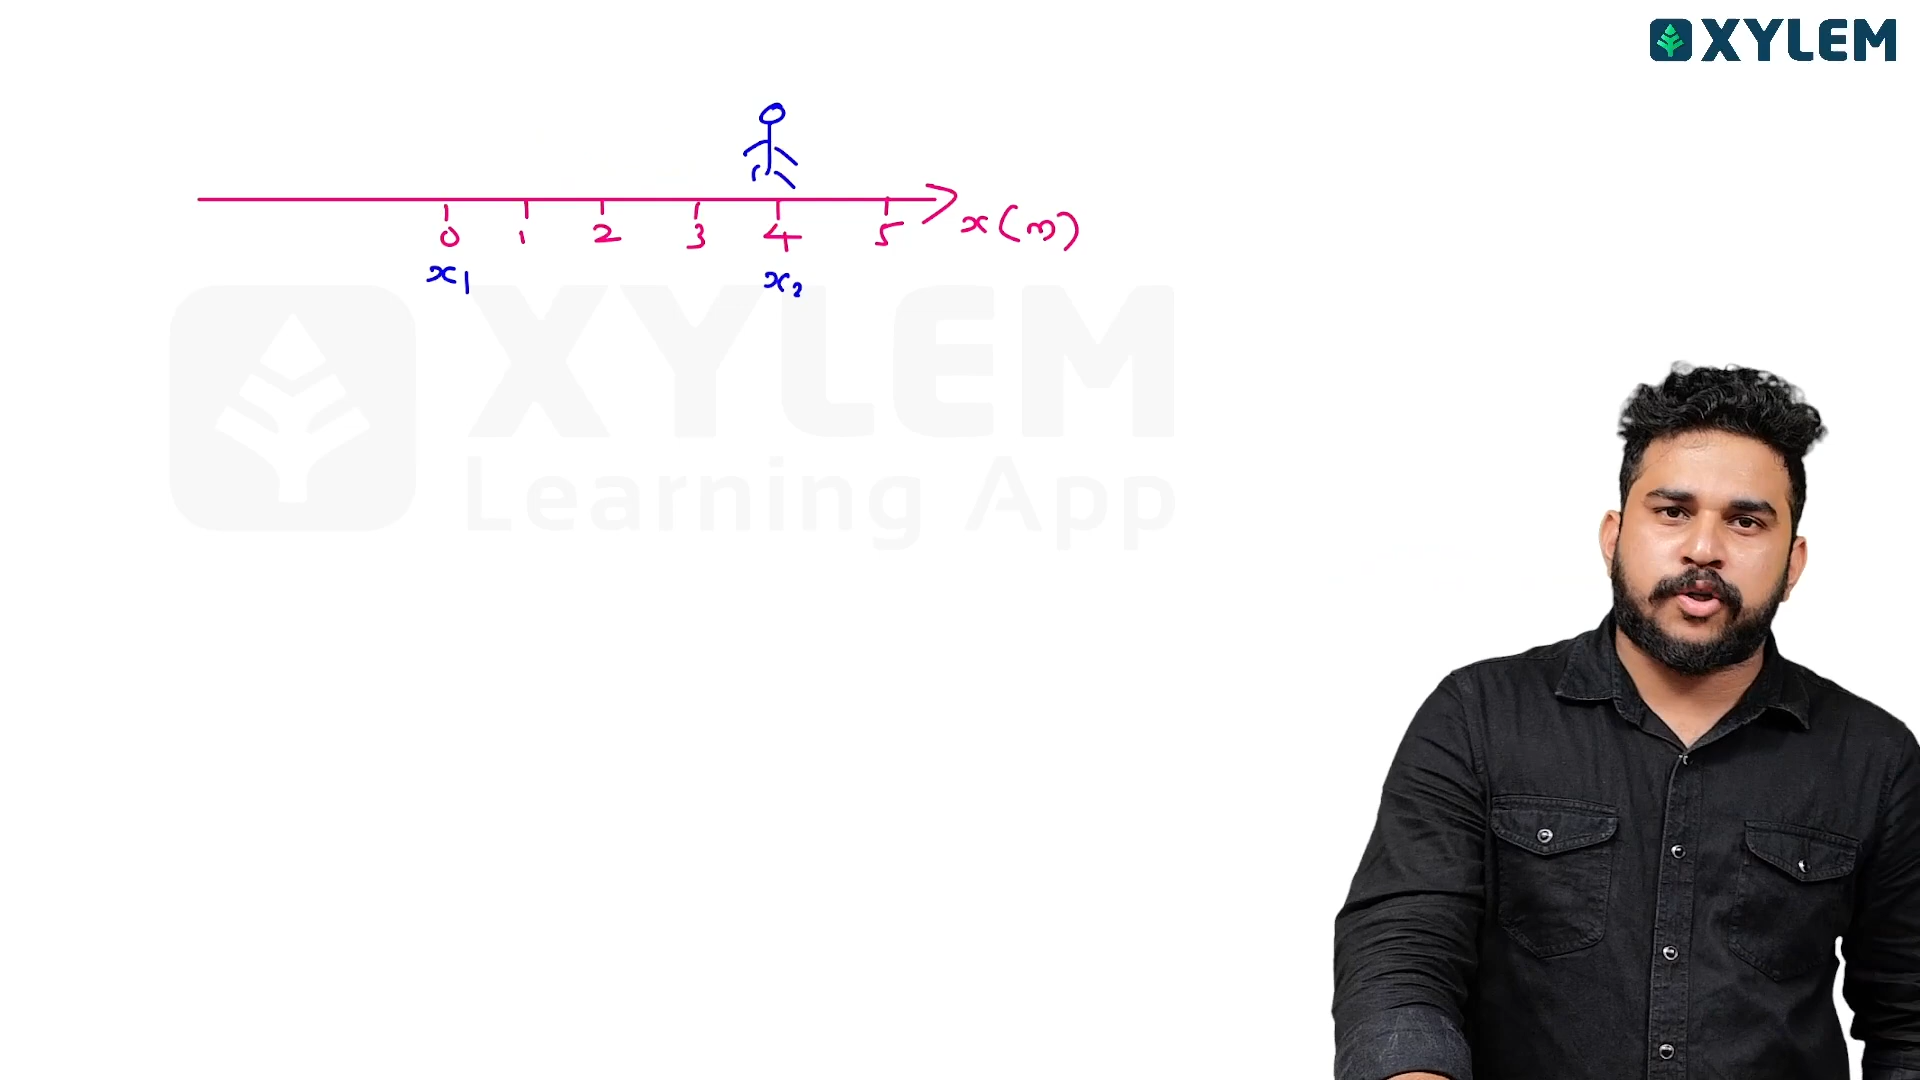 XYLEM
0 1 2 3 4 5 x(m)
x₁ x₂
XYLEM
Learning App